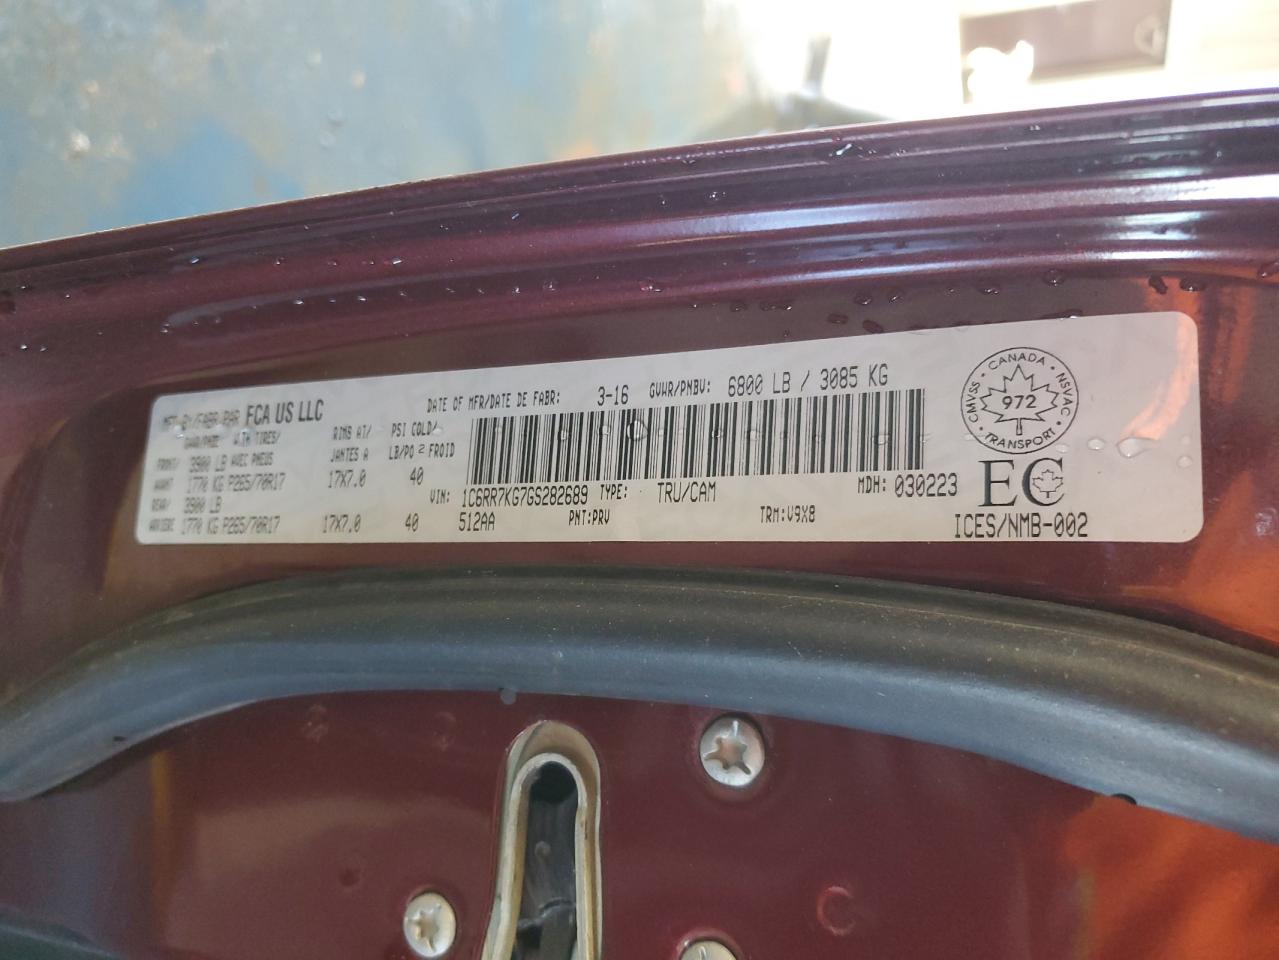 MFD BY/FABR PAR FCA US LLC DATE OF MFR/DATE DE FABR: 3-16 GVWR/PNBV: 6800 LB / 3085 KG
GAWR/PNBE WITH TIRES/ RIMS AT/ PSI COLD/
FRONT/ 3900 LB AVEC PNEUS JANTES A LB/PO² FROID
AVANT 1770 KG P265/70R17 17X7.0 40
REAR/ 3900 LB VIN: 1C6RR7KG7GS282689 TYPE: TRU/CAM MDH: 030223
ARRIERE 1770 KG P265/70R17 17X7.0 40 512AA PNT:PRV TRM:V9X8
CANADA
CMVSS NSVAC
972
TRANSPORT
EC
ICES/NMB-002